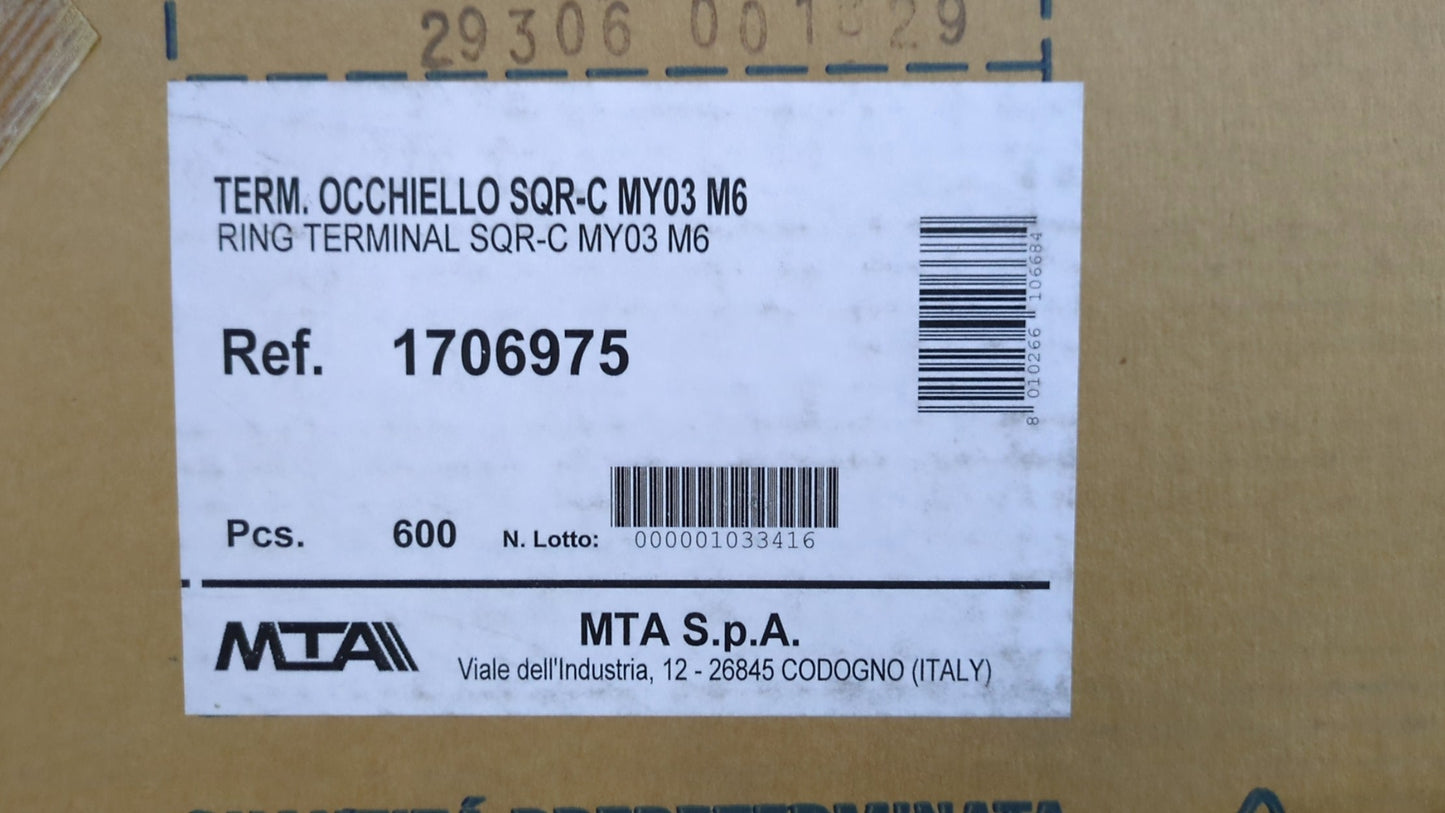 29306
TERM. OCCHIELLO SQR-C MY03 M6
RING TERMINAL SQR-C MY03 M6
Ref. 1706975
8 010266 106684
Pcs. 600 N. Lotto: 000001033416
MTA
MTA S.p.A.
Viale dell'Industria, 12 - 26845 CODOGNO (ITALY)